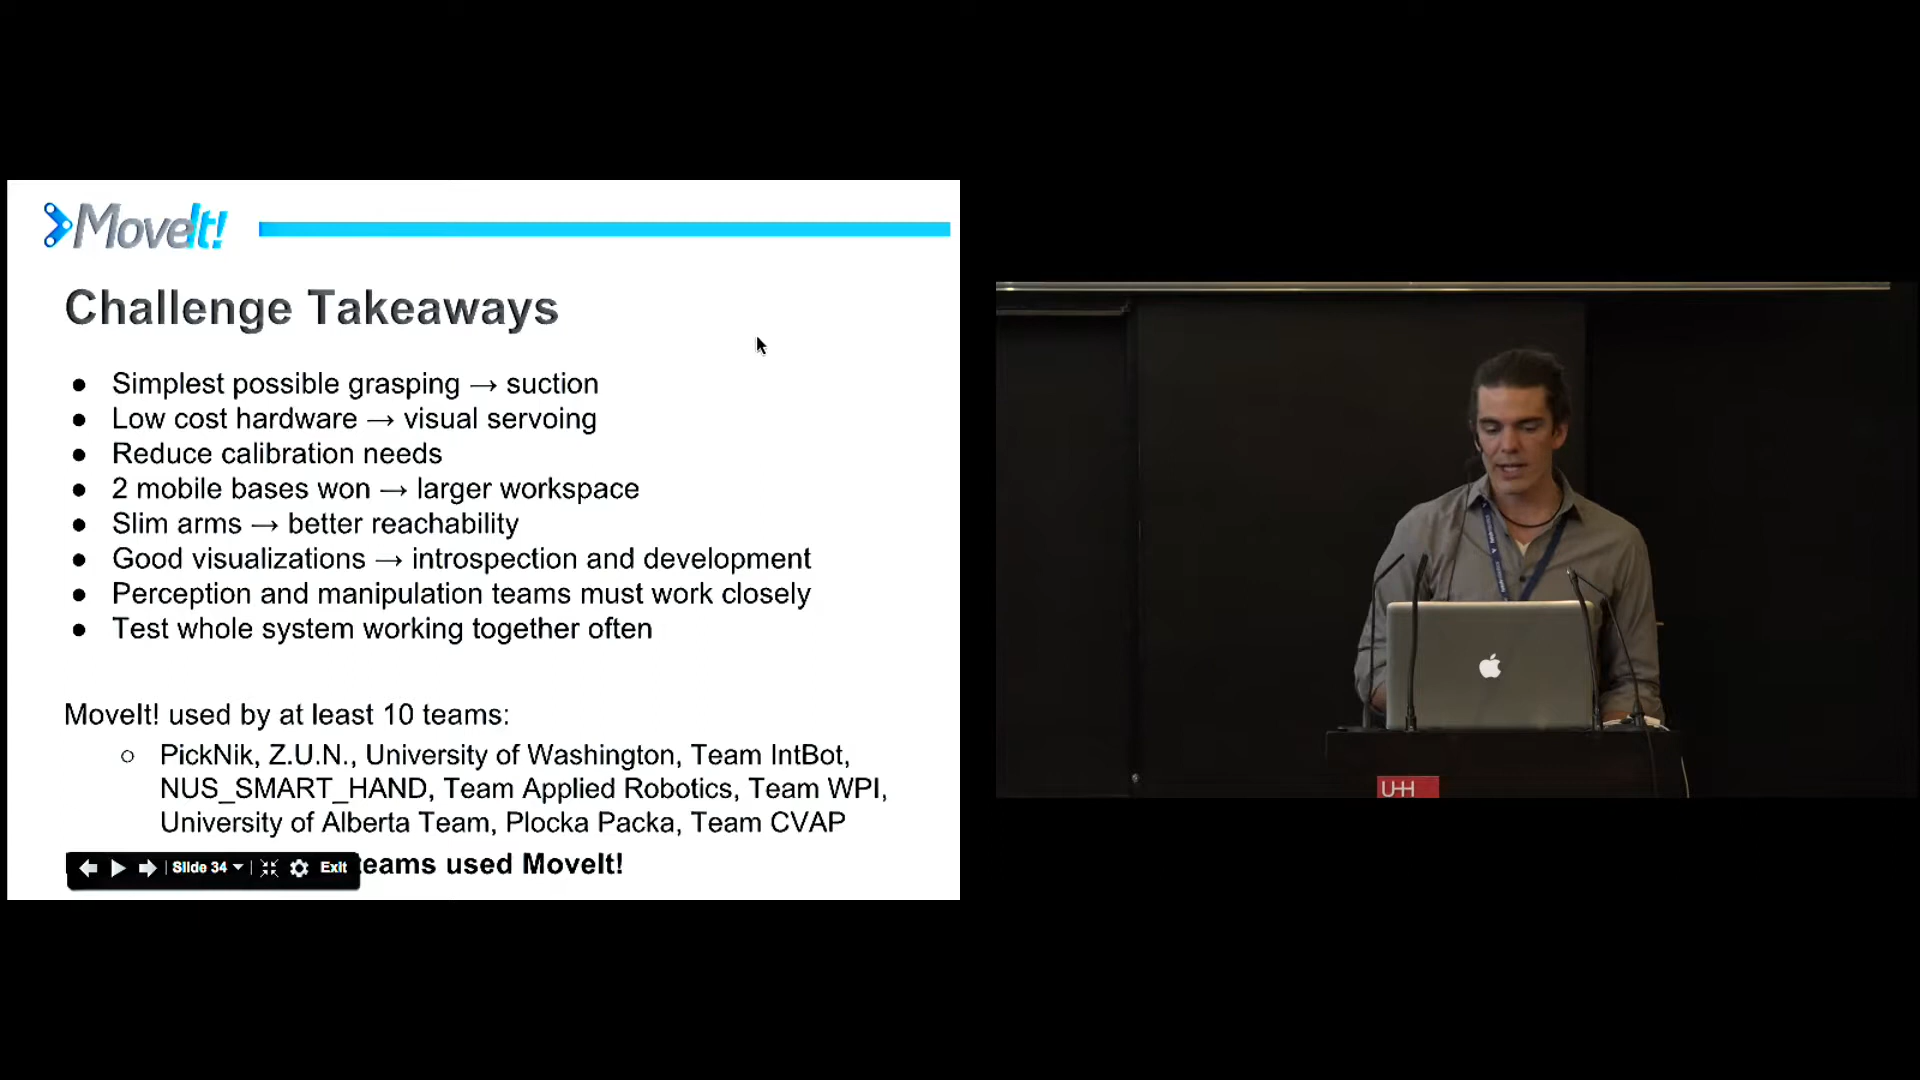 MoveIt!
Challenge Takeaways
● Simplest possible grasping → suction
● Low cost hardware → visual servoing
● Reduce calibration needs
● 2 mobile bases won → larger workspace
● Slim arms → better reachability
● Good visualizations → introspection and development
● Perception and manipulation teams must work closely
● Test whole system working together often
MoveIt! used by at least 10 teams:
○ PickNik, Z.U.N., University of Washington, Team IntBot,
NUS_SMART_HAND, Team Applied Robotics, Team WPI,
University of Alberta Team, Plocka Packa, Team CVAP
teams used MoveIt!
Slide 34 Exit
UHH